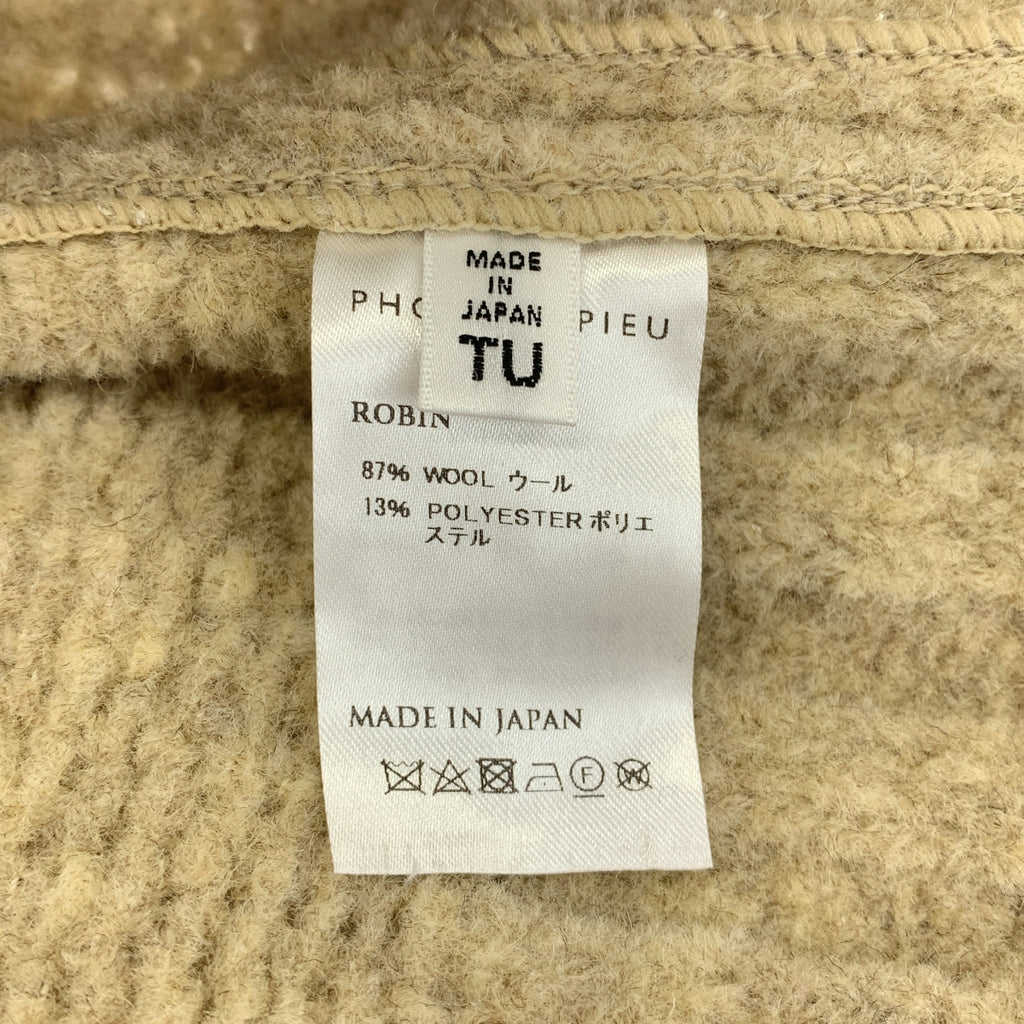 MADE
IN
JAPAN
TU
PIEU
ROBIN
87% WOOL ウール
13% POLYESTER ポリエ
ステル
MADE IN JAPAN
F
W